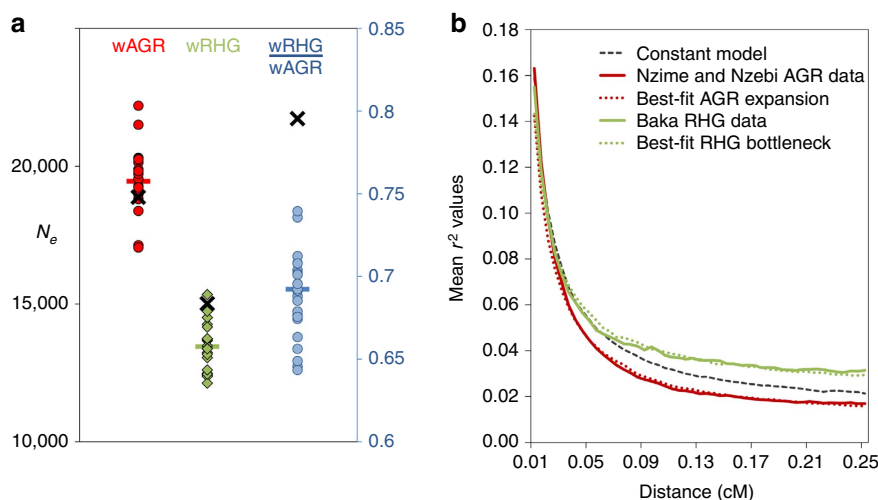 a
wAGR
wRHG
wRHG
wAGR
0.85
0.8
0.75
0.7
0.65
0.6
20,000
15,000
10,000
Ne
b
Constant model
Nzime and Nzebi AGR data
Best-fit AGR expansion
Baka RHG data
Best-fit RHG bottleneck
Mean r² values
0.18
0.16
0.14
0.12
0.10
0.08
0.06
0.04
0.02
0.00
0.01 0.05 0.09 0.13 0.17 0.21 0.25
Distance (cM)